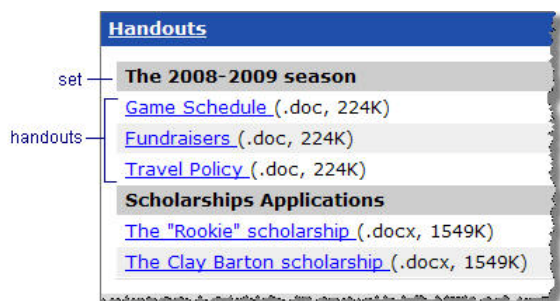 Handouts
set
The 2008-2009 season
Game Schedule (.doc, 224K)
handouts
Fundraisers (.doc, 224K)
Travel Policy (.doc, 224K)
Scholarships Applications
The "Rookie" scholarship (.docx, 1549K)
The Clay Barton scholarship (.docx, 1549K)